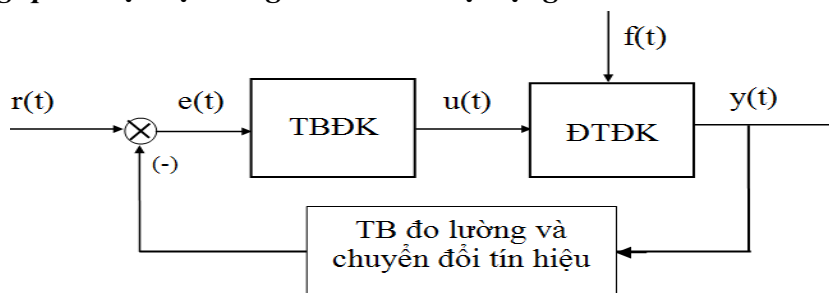 f(t)
r(t)
e(t)
TBĐK
u(t)
ĐTĐK
y(t)
(-)
TB đo lường và
chuyển đổi tín hiệu